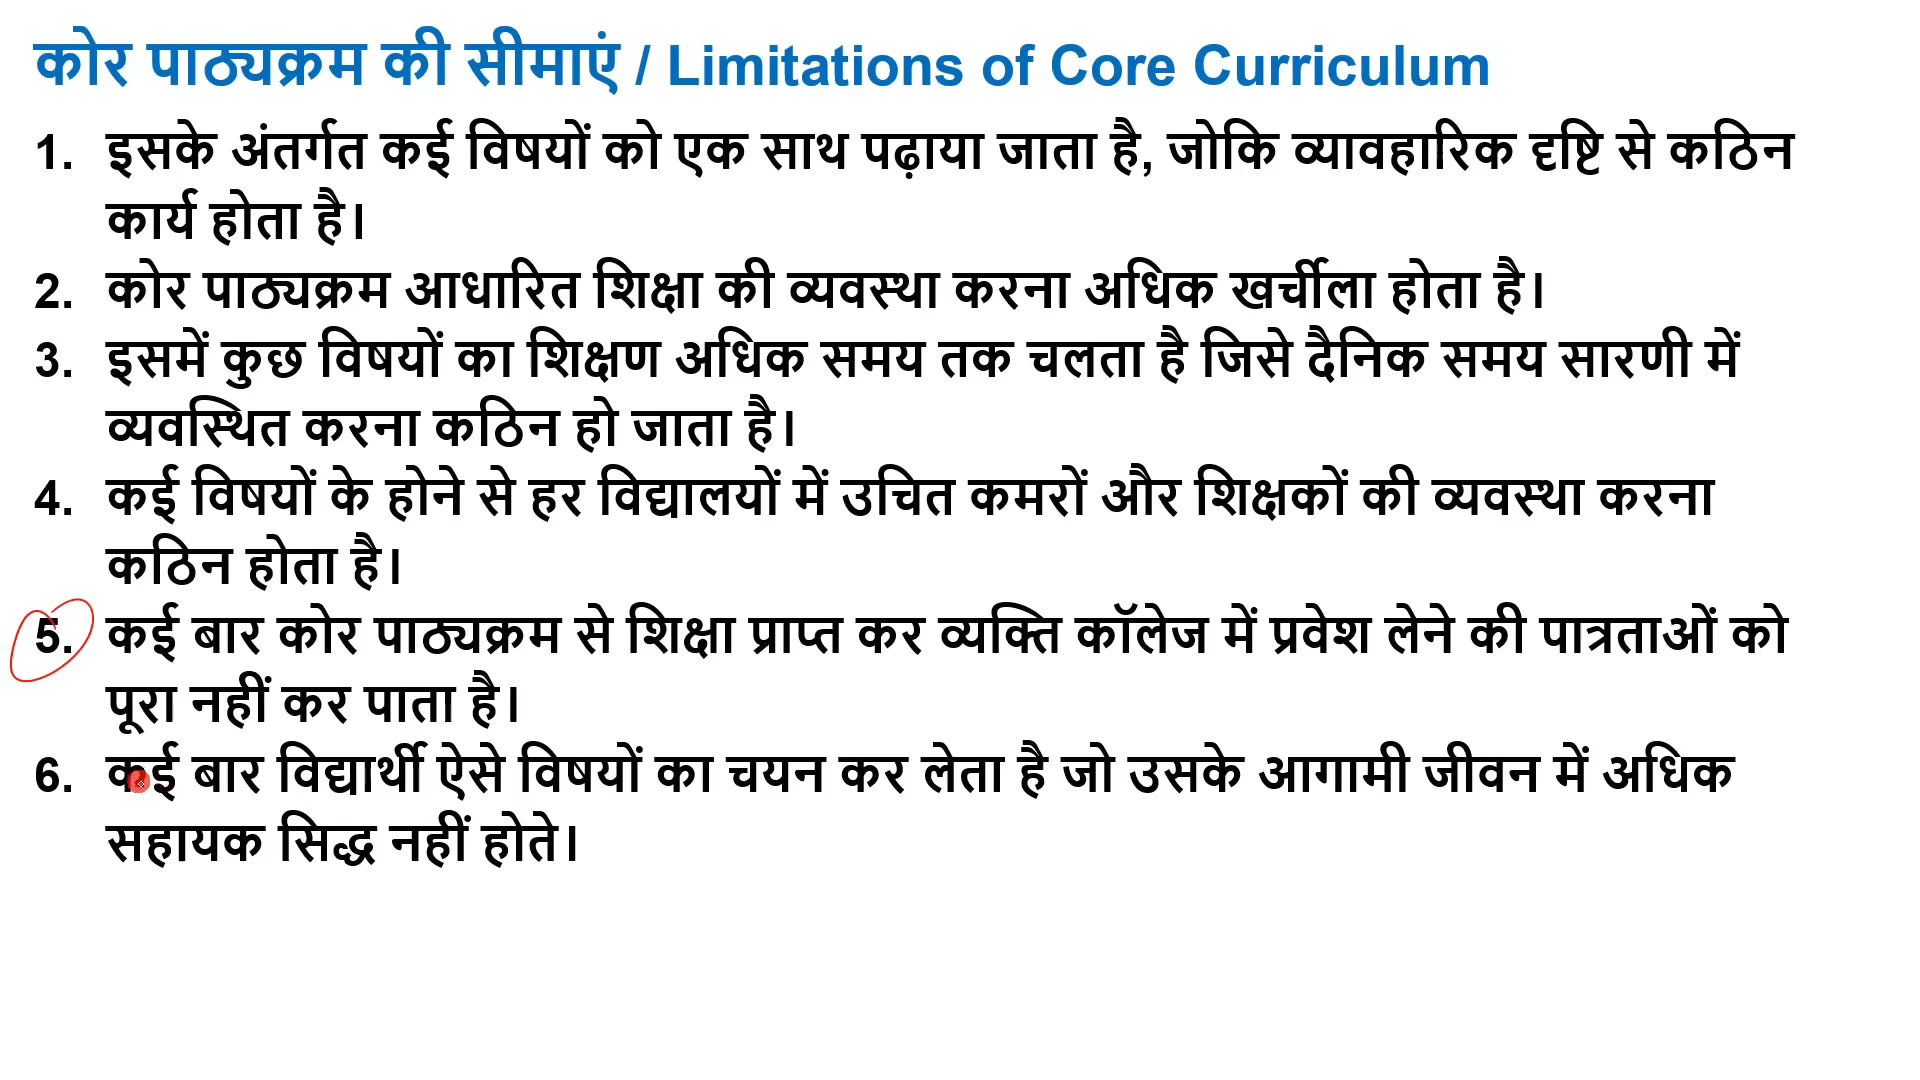 कोर पाठ्यक्रम की सीमाएं / Limitations of Core Curriculum
1. इसके अंतर्गत कई विषयों को एक साथ पढ़ाया जाता है, जोकि व्यावहारिक दृष्टि से कठिन
कार्य होता है।
2. कोर पाठ्यक्रम आधारित शिक्षा की व्यवस्था करना अधिक खर्चीला होता है।
3. इसमें कुछ विषयों का शिक्षण अधिक समय तक चलता है जिसे दैनिक समय सारणी में
व्यवस्थित करना कठिन हो जाता है।
4. कई विषयों के होने से हर विद्यालयों में उचित कमरों और शिक्षकों की व्यवस्था करना
कठिन होता है।
5. कई बार कोर पाठ्यक्रम से शिक्षा प्राप्त कर व्यक्ति कॉलेज में प्रवेश लेने की पात्रताओं को
पूरा नहीं कर पाता है।
6. कई बार विद्यार्थी ऐसे विषयों का चयन कर लेता है जो उसके आगामी जीवन में अधिक
सहायक सिद्ध नहीं होते।